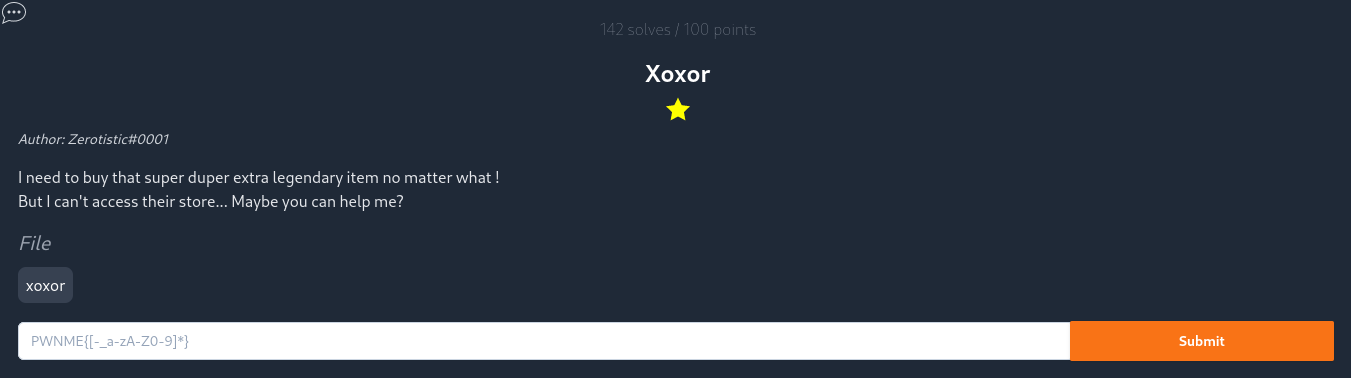 142 solves / 100 points
Xoxor
Author: Zerotistic#0001
I need to buy that super duper extra legendary item no matter what !
But I can't access their store... Maybe you can help me?
File
xoxor
PWNME{[-_a-zA-Z0-9]*}
Submit